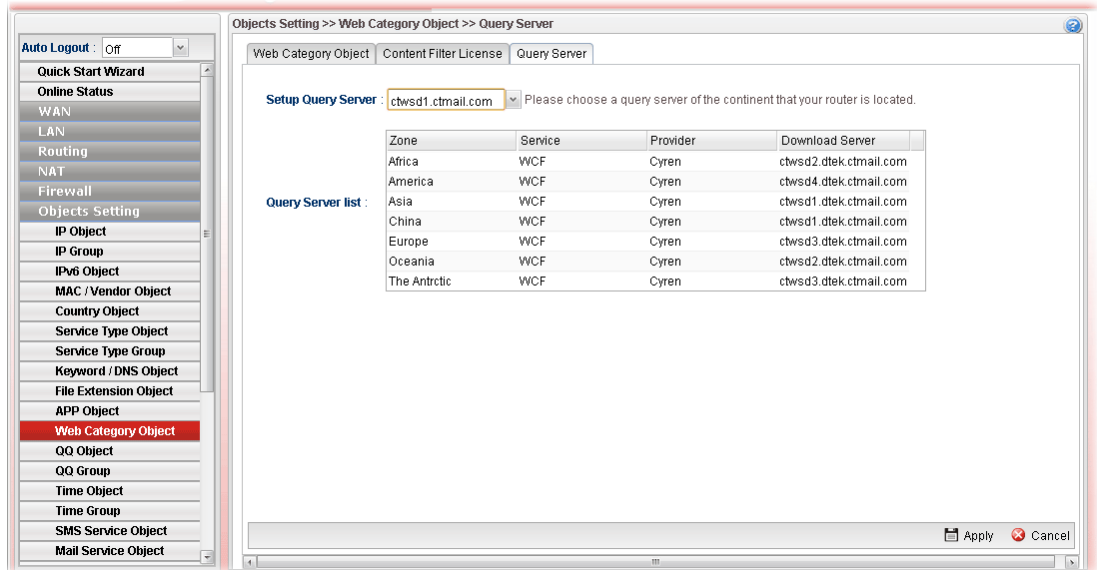 Objects Setting >> Web Category Object >> Query Server
Auto Logout : Off
Quick Start Wizard
Online Status
WAN
LAN
Routing
NAT
Firewall
Objects Setting
IP Object
IP Group
IPv6 Object
MAC / Vendor Object
Country Object
Service Type Object
Service Type Group
Keyword / DNS Object
File Extension Object
APP Object
Web Category Object
QQ Object
QQ Group
Time Object
Time Group
SMS Service Object
Mail Service Object
Web Category Object Content Filter License Query Server
Setup Query Server : ctwsd1.ctmail.com Please choose a query server of the continent that your router is located.
Query Server list :
Zone Service Provider Download Server
Africa WCF Cyren ctwsd2.dtek.ctmail.com
America WCF Cyren ctwsd4.dtek.ctmail.com
Asia WCF Cyren ctwsd1.dtek.ctmail.com
China WCF Cyren ctwsd1.dtek.ctmail.com
Europe WCF Cyren ctwsd3.dtek.ctmail.com
Oceania WCF Cyren ctwsd2.dtek.ctmail.com
The Antrctic WCF Cyren ctwsd3.dtek.ctmail.com
Apply Cancel